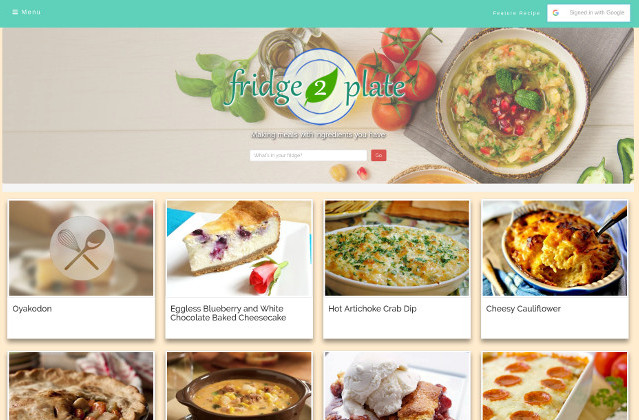 Menu
Feature Recipe
Signed in with Google
fridge 2 plate
Making meals with ingredients you have
What's in your fridge?
Go
Oyakodon
Eggless Blueberry and White
Chocolate Baked Cheesecake
Hot Artichoke Crab Dip
Cheesy Cauliflower